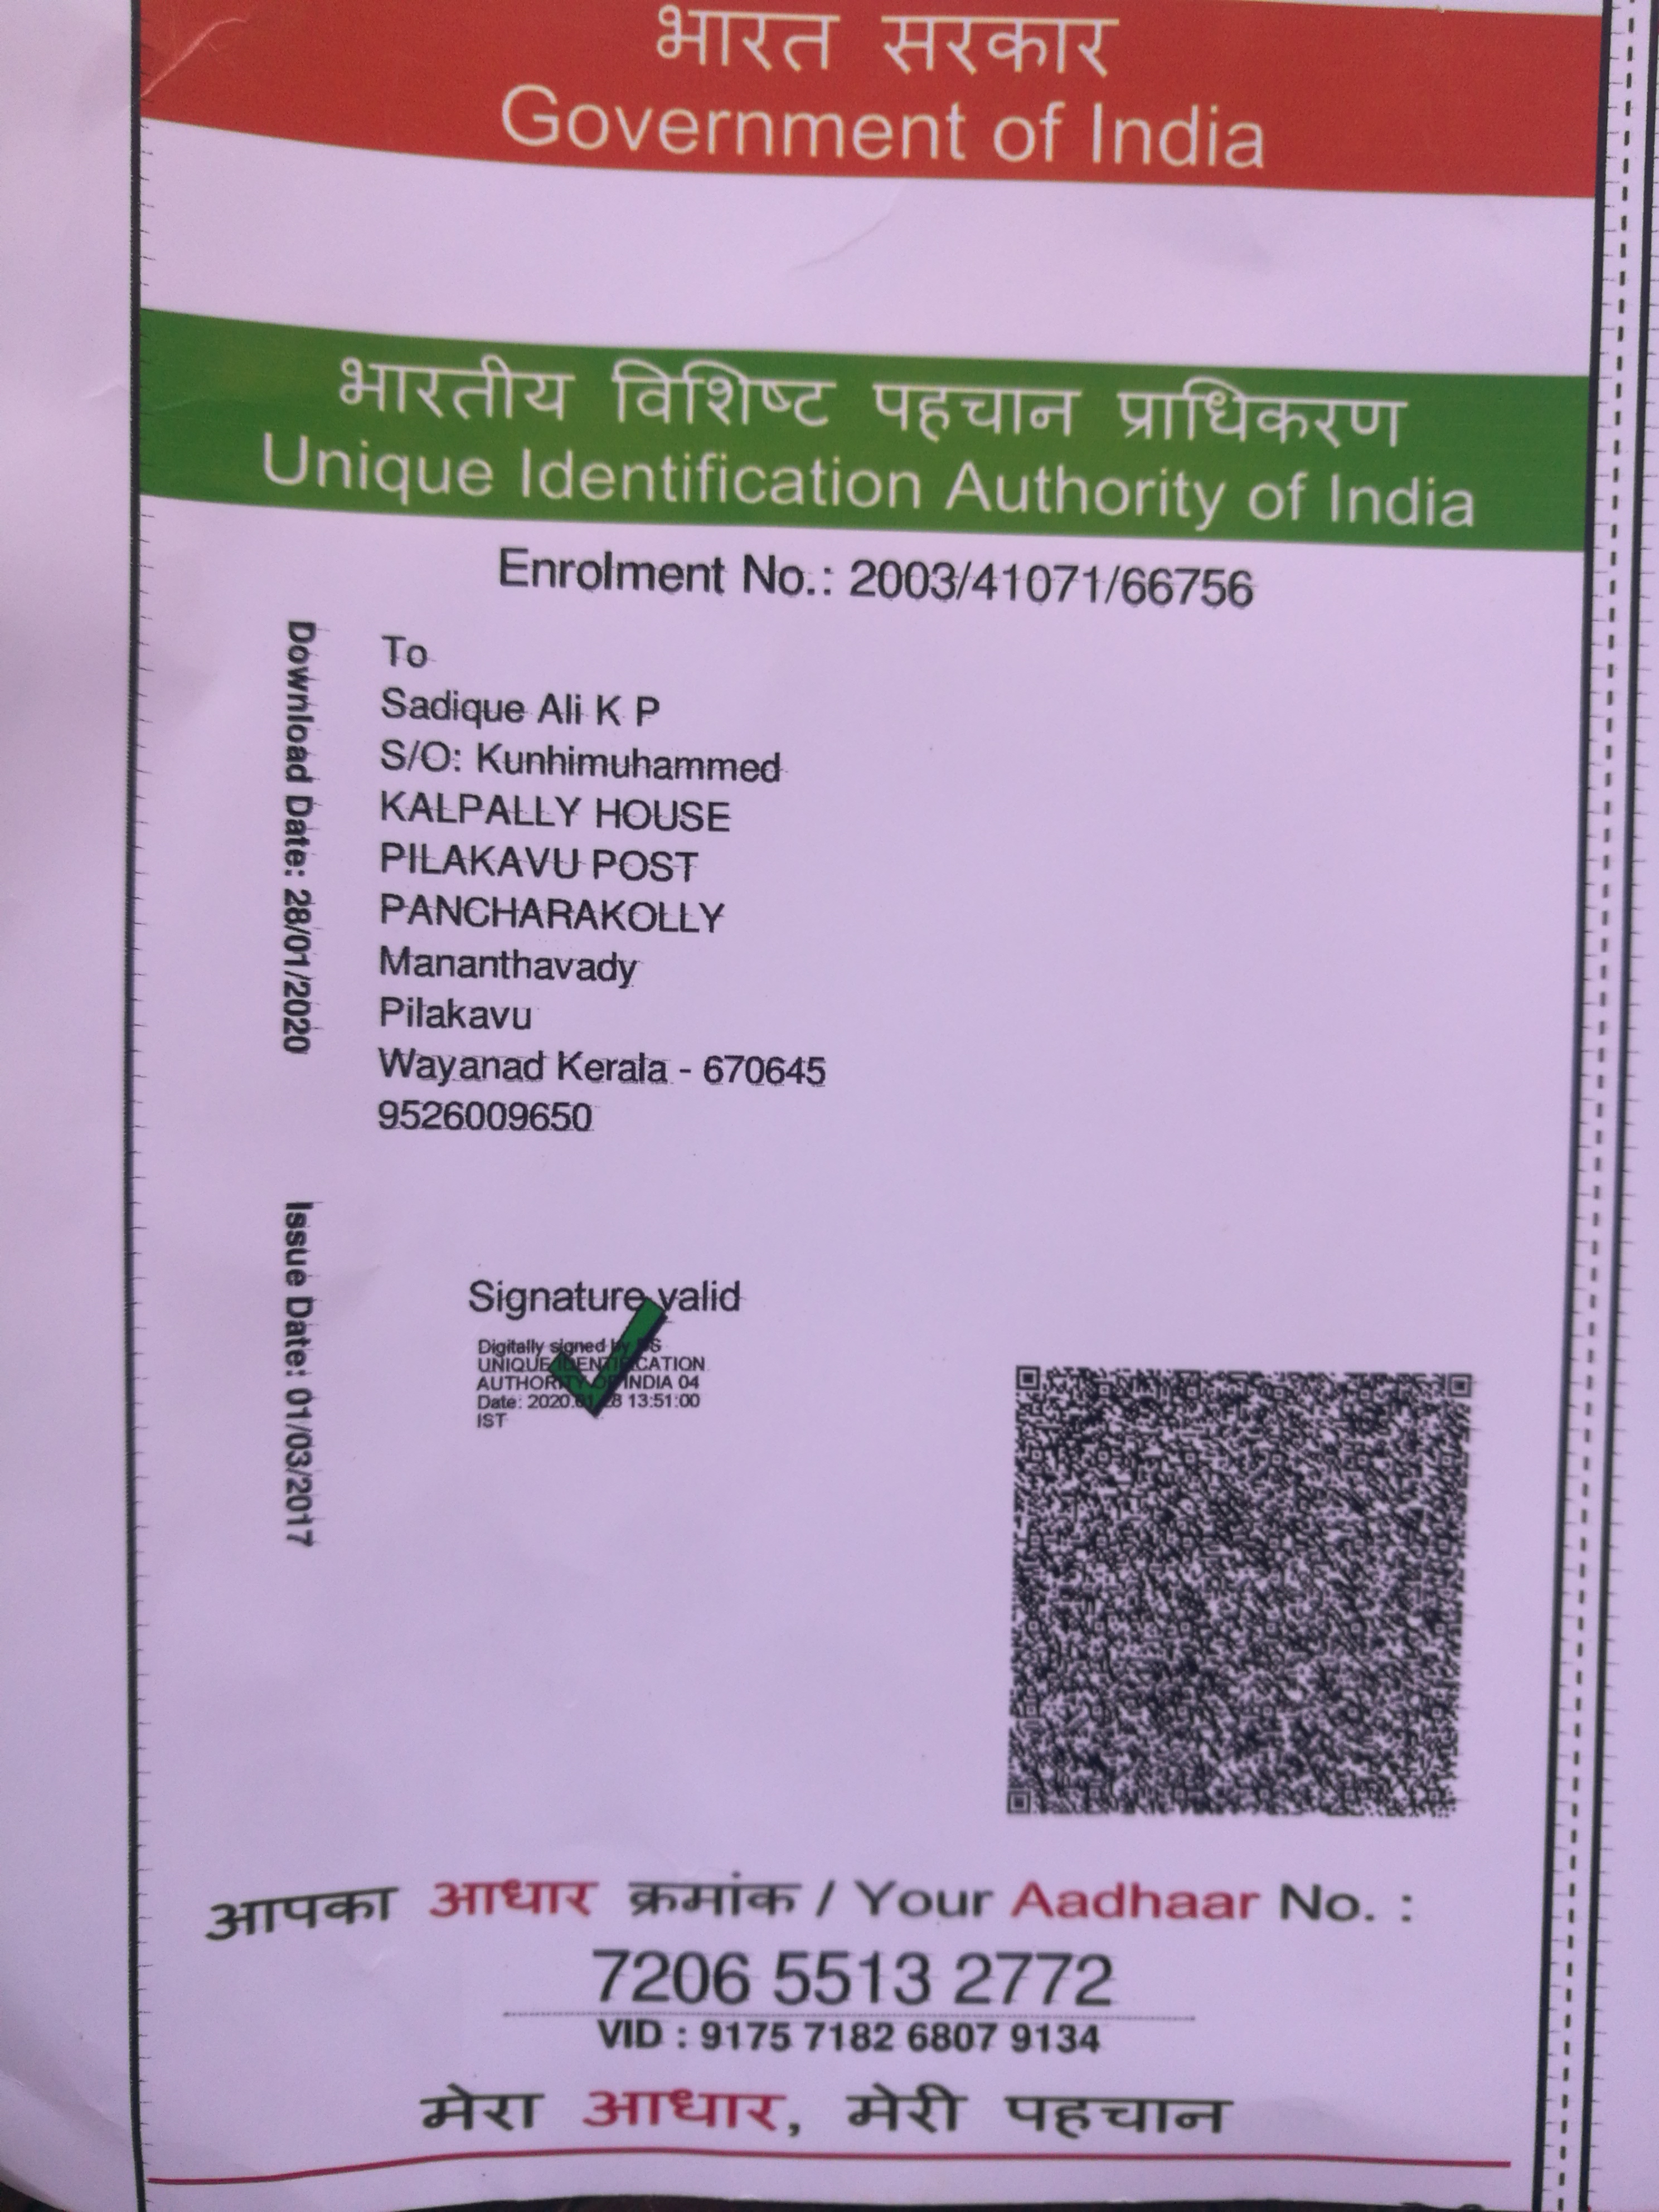 भारत सरकार
Government of India
भारतीय विशिष्ट पहचान प्राधिकरण
Unique Identification Authority of India
Enrolment No.: 2003/41071/66756
Download Date: 28/01/2020
To
Sadique Ali K P
S/O: Kunhimuhammed
KALPALLY HOUSE
PILAKAVU POST
PANCHARAKOLLY
Mananthavady
Pilakavu
Wayanad Kerala - 670645
9526009650
Issue Date: 01/03/2017
Signature valid
Digitally signed by DS
UNIQUE IDENTIFICATION
AUTHORITY OF INDIA 04
Date: 2020.01.28 13:51:00
IST
आपका आधार क्रमांक / Your Aadhaar No. :
7206 5513 2772
VID : 9175 7182 6807 9134
मेरा आधार, मेरी पहचान